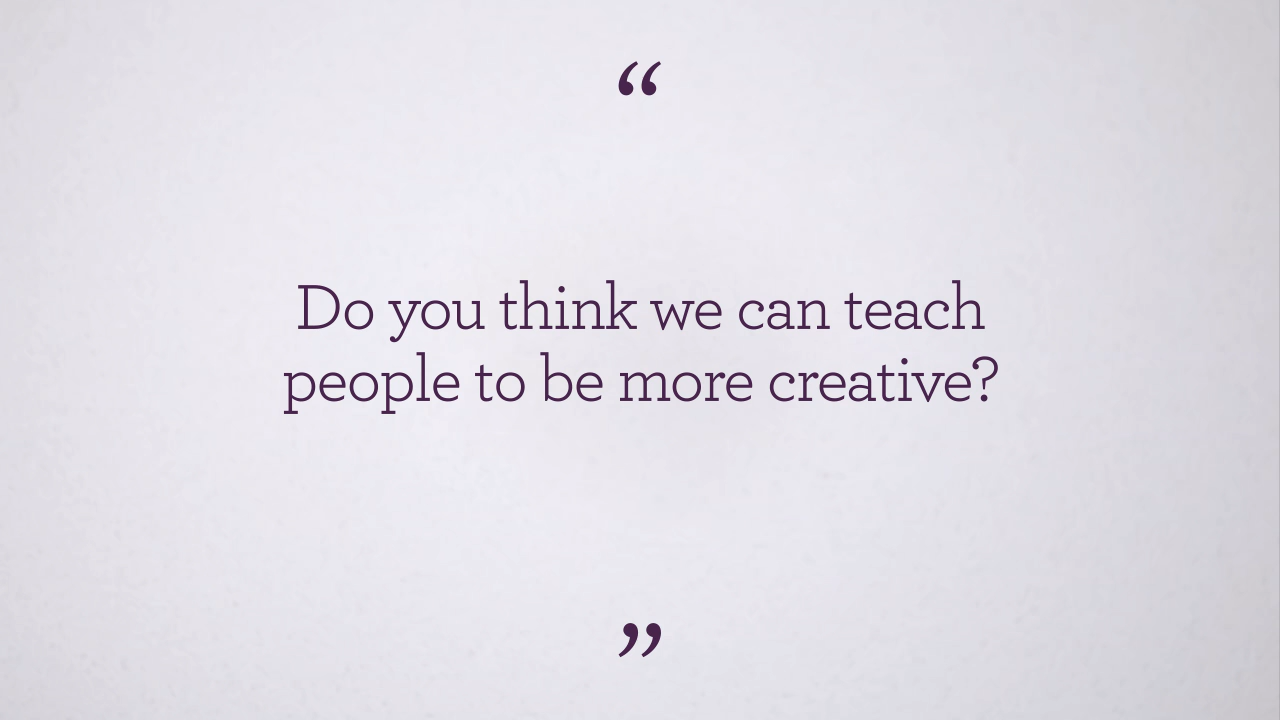 “
Do you think we can teach
people to be more creative?
”